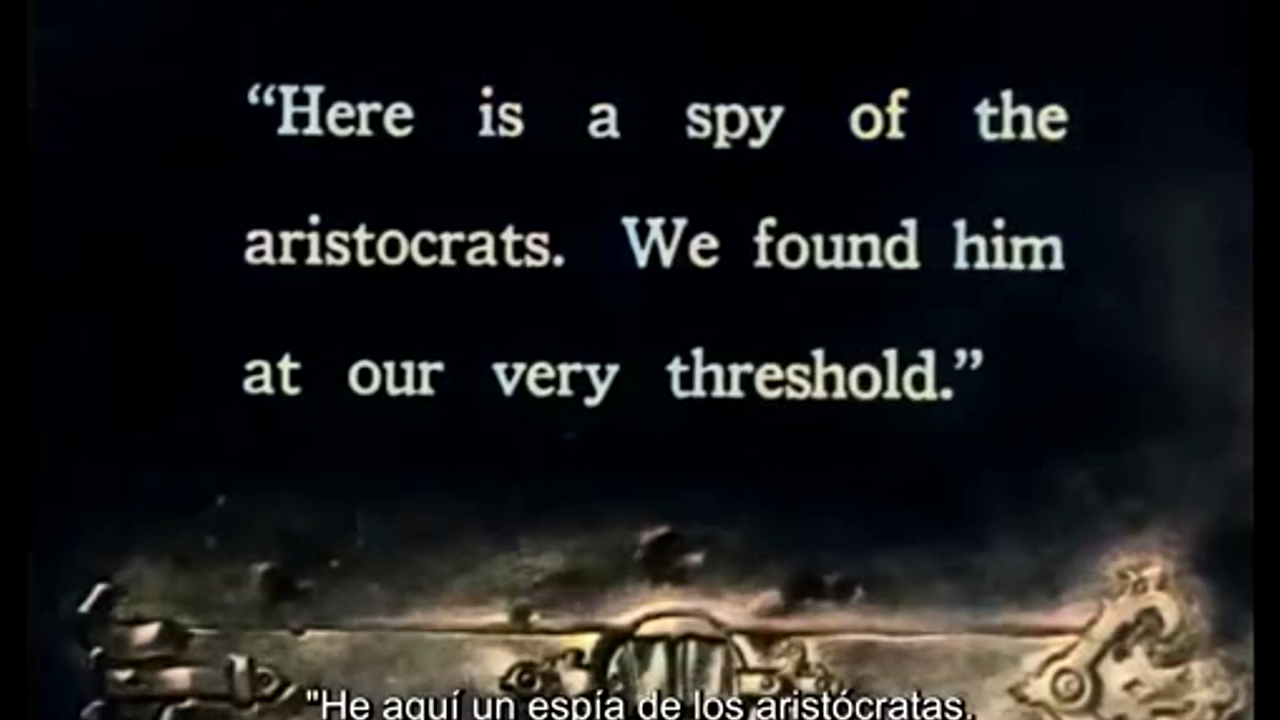 “Here is a spy of the
aristocrats. We found him
at our very threshold.”
"He aquí un espía de los aristócratas.